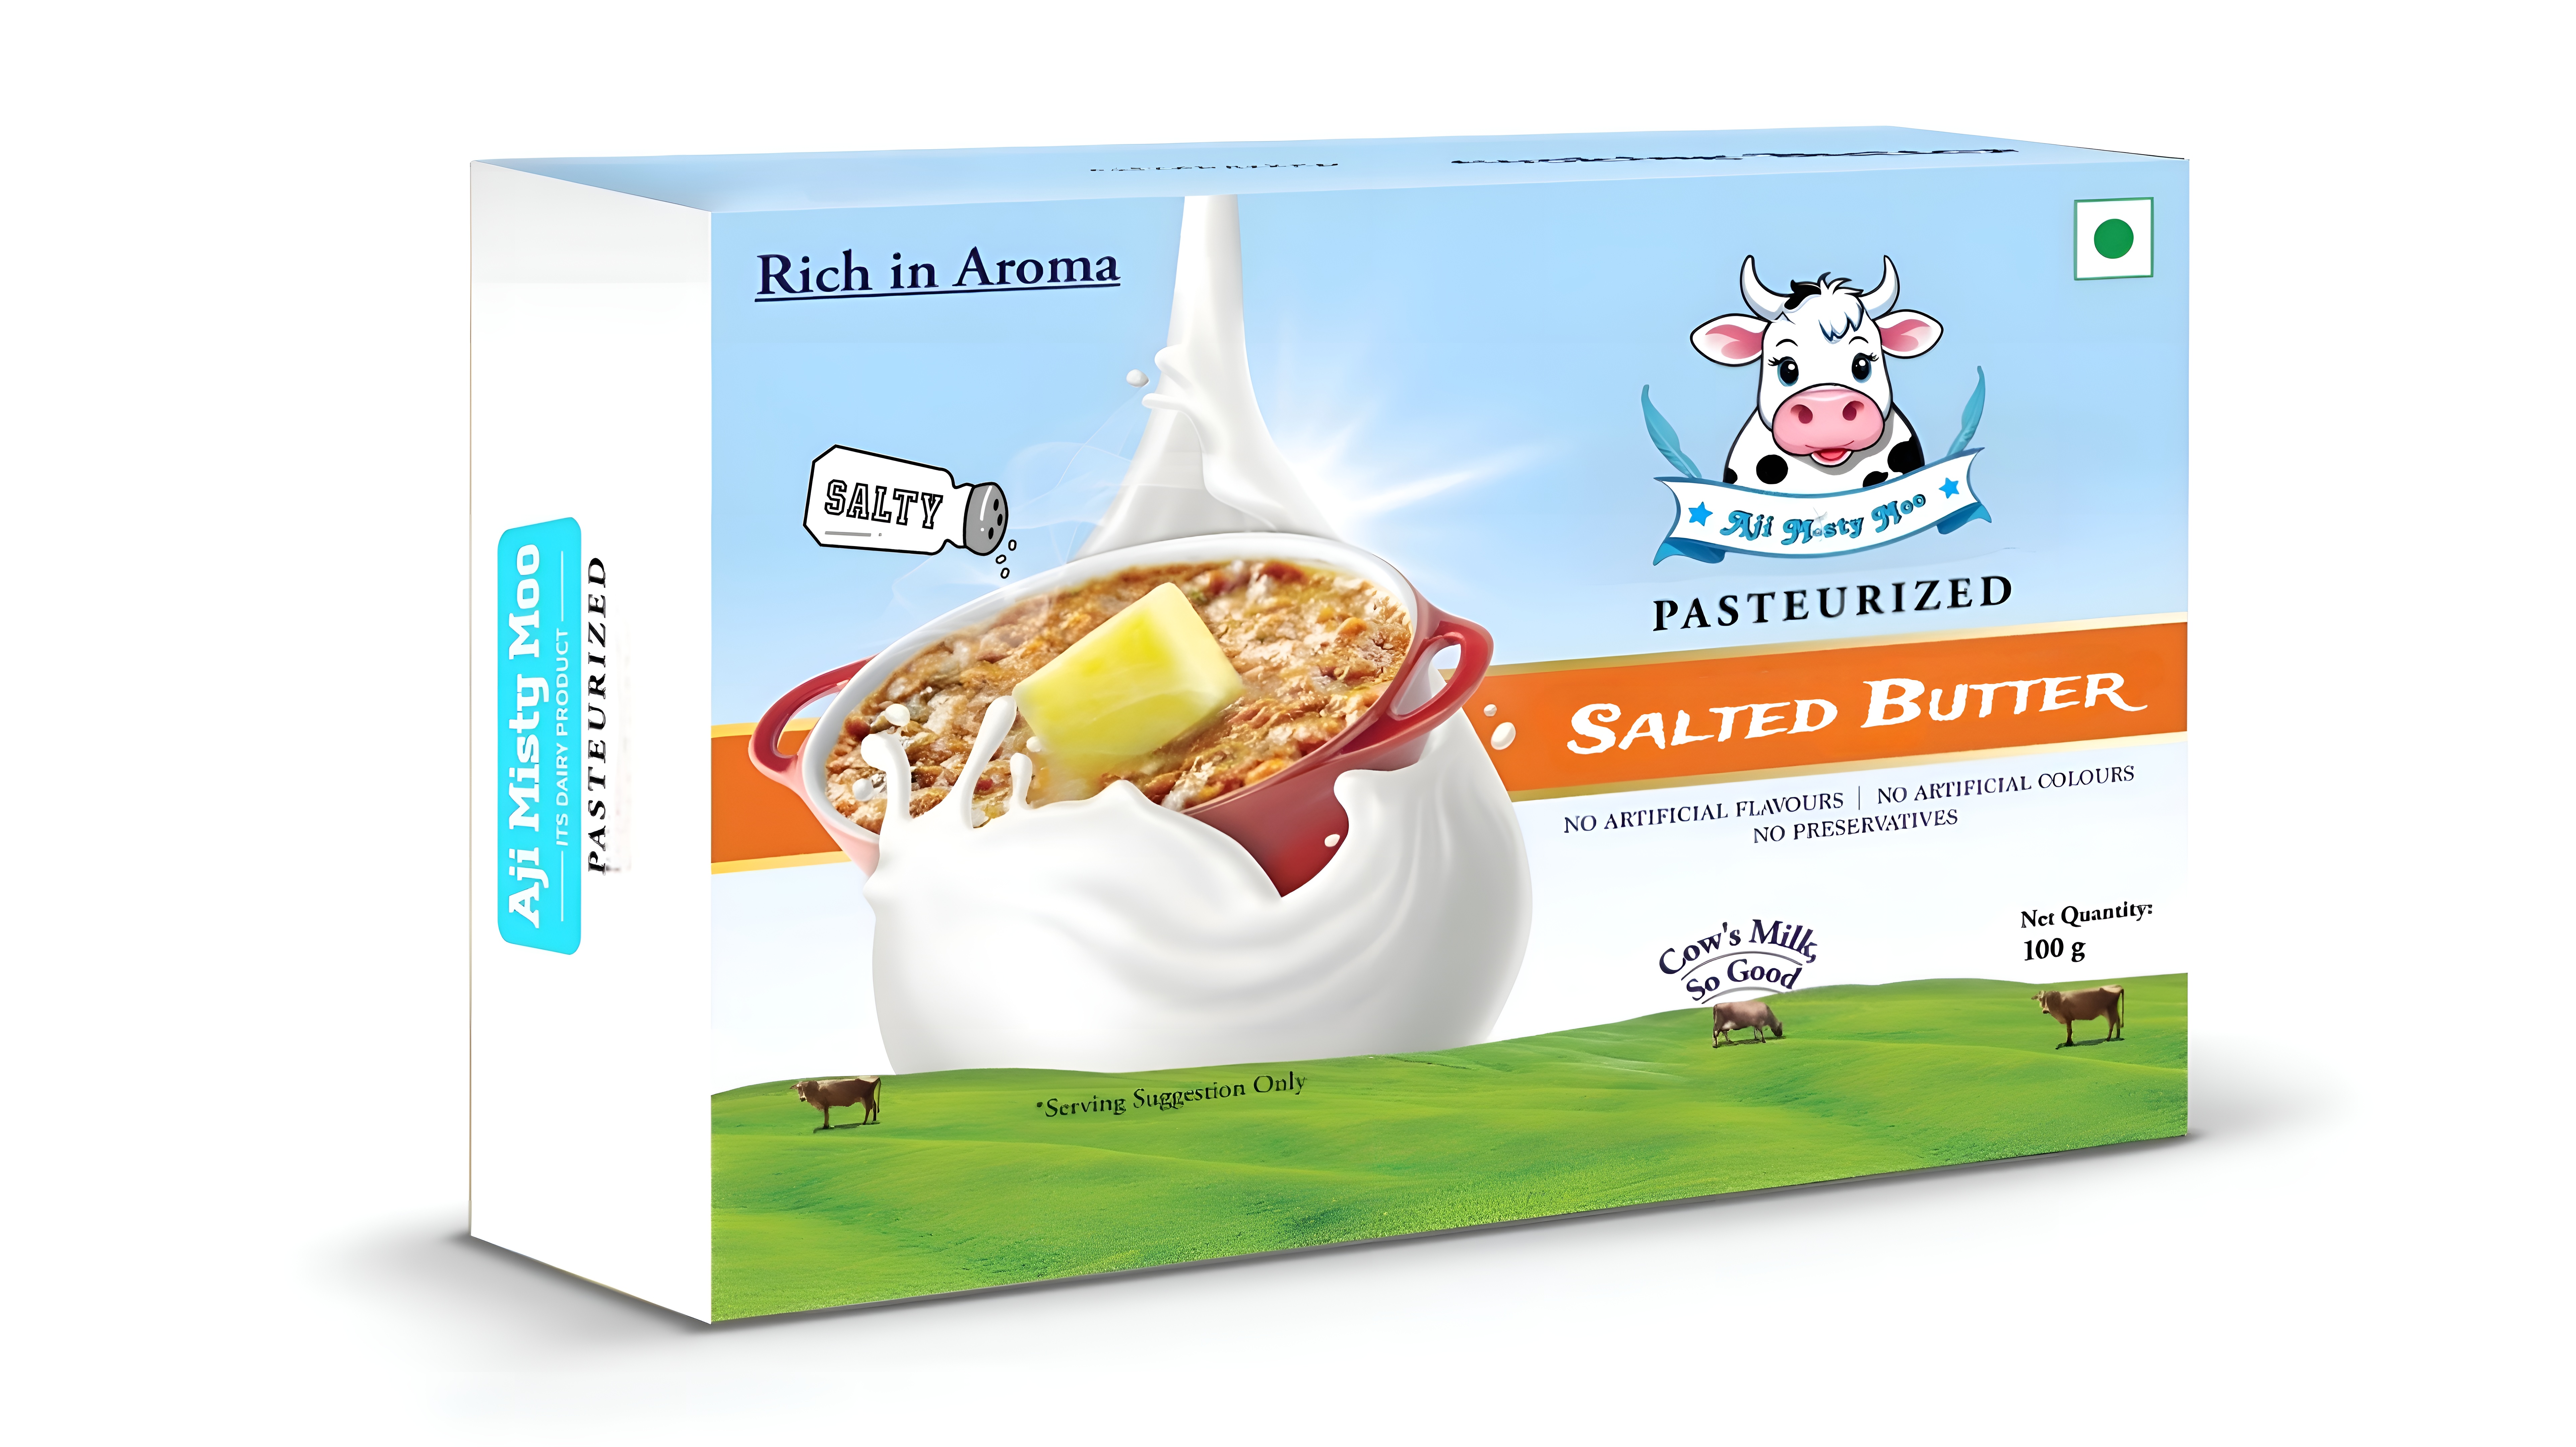 Rich in Aroma
SALTY
Aji Misty Moo
PASTEURIZED
SALTED BUTTER
NO ARTIFICIAL FLAVOURS | NO ARTIFICIAL COLOURS
NO PRESERVATIVES
Cow's Milk,
So Good
Net Quantity:
100 g
*Serving Suggestion Only
Aji Misty Moo
ITS DAIRY PRODUCT
PASTEURIZED